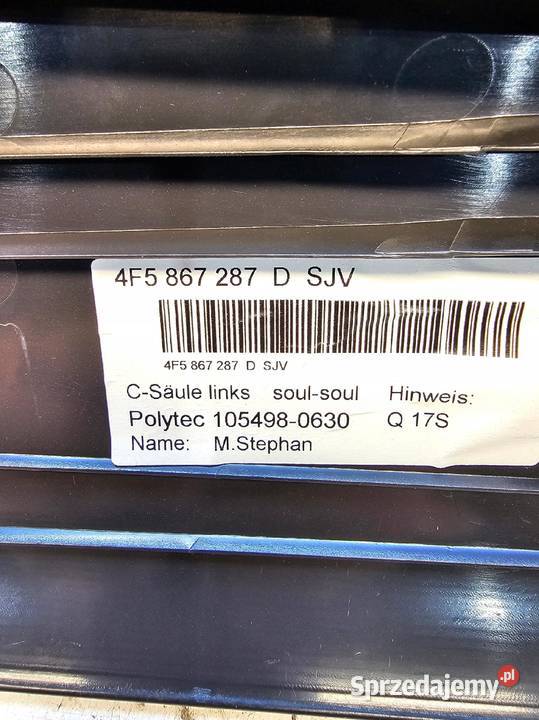 4F5 867 287 D SJV
4F5 867 287 D SJV
C-Säule links soul-soul Hinweis:
Polytec 105498-0630 Q 17S
Name: M.Stephan
Sprzedajemy.pl